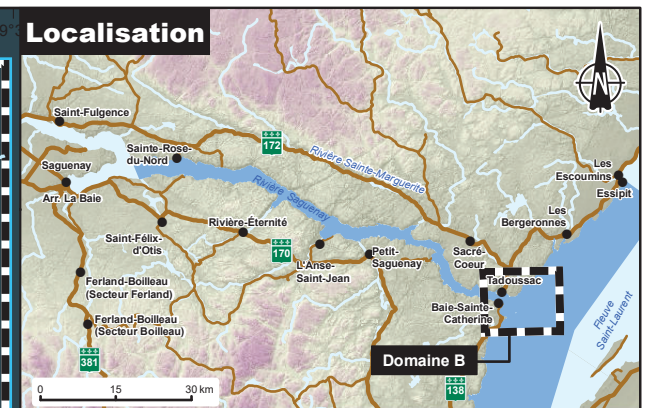 Localisation
N
Saint-Fulgence
172
Sainte-Rose-
du-Nord
Rivière Sainte-Marguerite
Saguenay
Arr. La Baie
Rivière Saguenay
Les
Escoumins
Essipit
Saint-Félix-
d'Otis
Rivière-Éternité
170
L'Anse-
Saint-Jean
Petit-
Saguenay
Sacré-
Coeur
Les
Bergeronnes
Ferland-Boilleau
(Secteur Ferland)
Tadoussac
Baie-Sainte-
Catherine
Ferland-Boilleau
(Secteur Boilleau)
Fleuve
Saint-Laurent
381
Domaine B
138
0 15 30 km